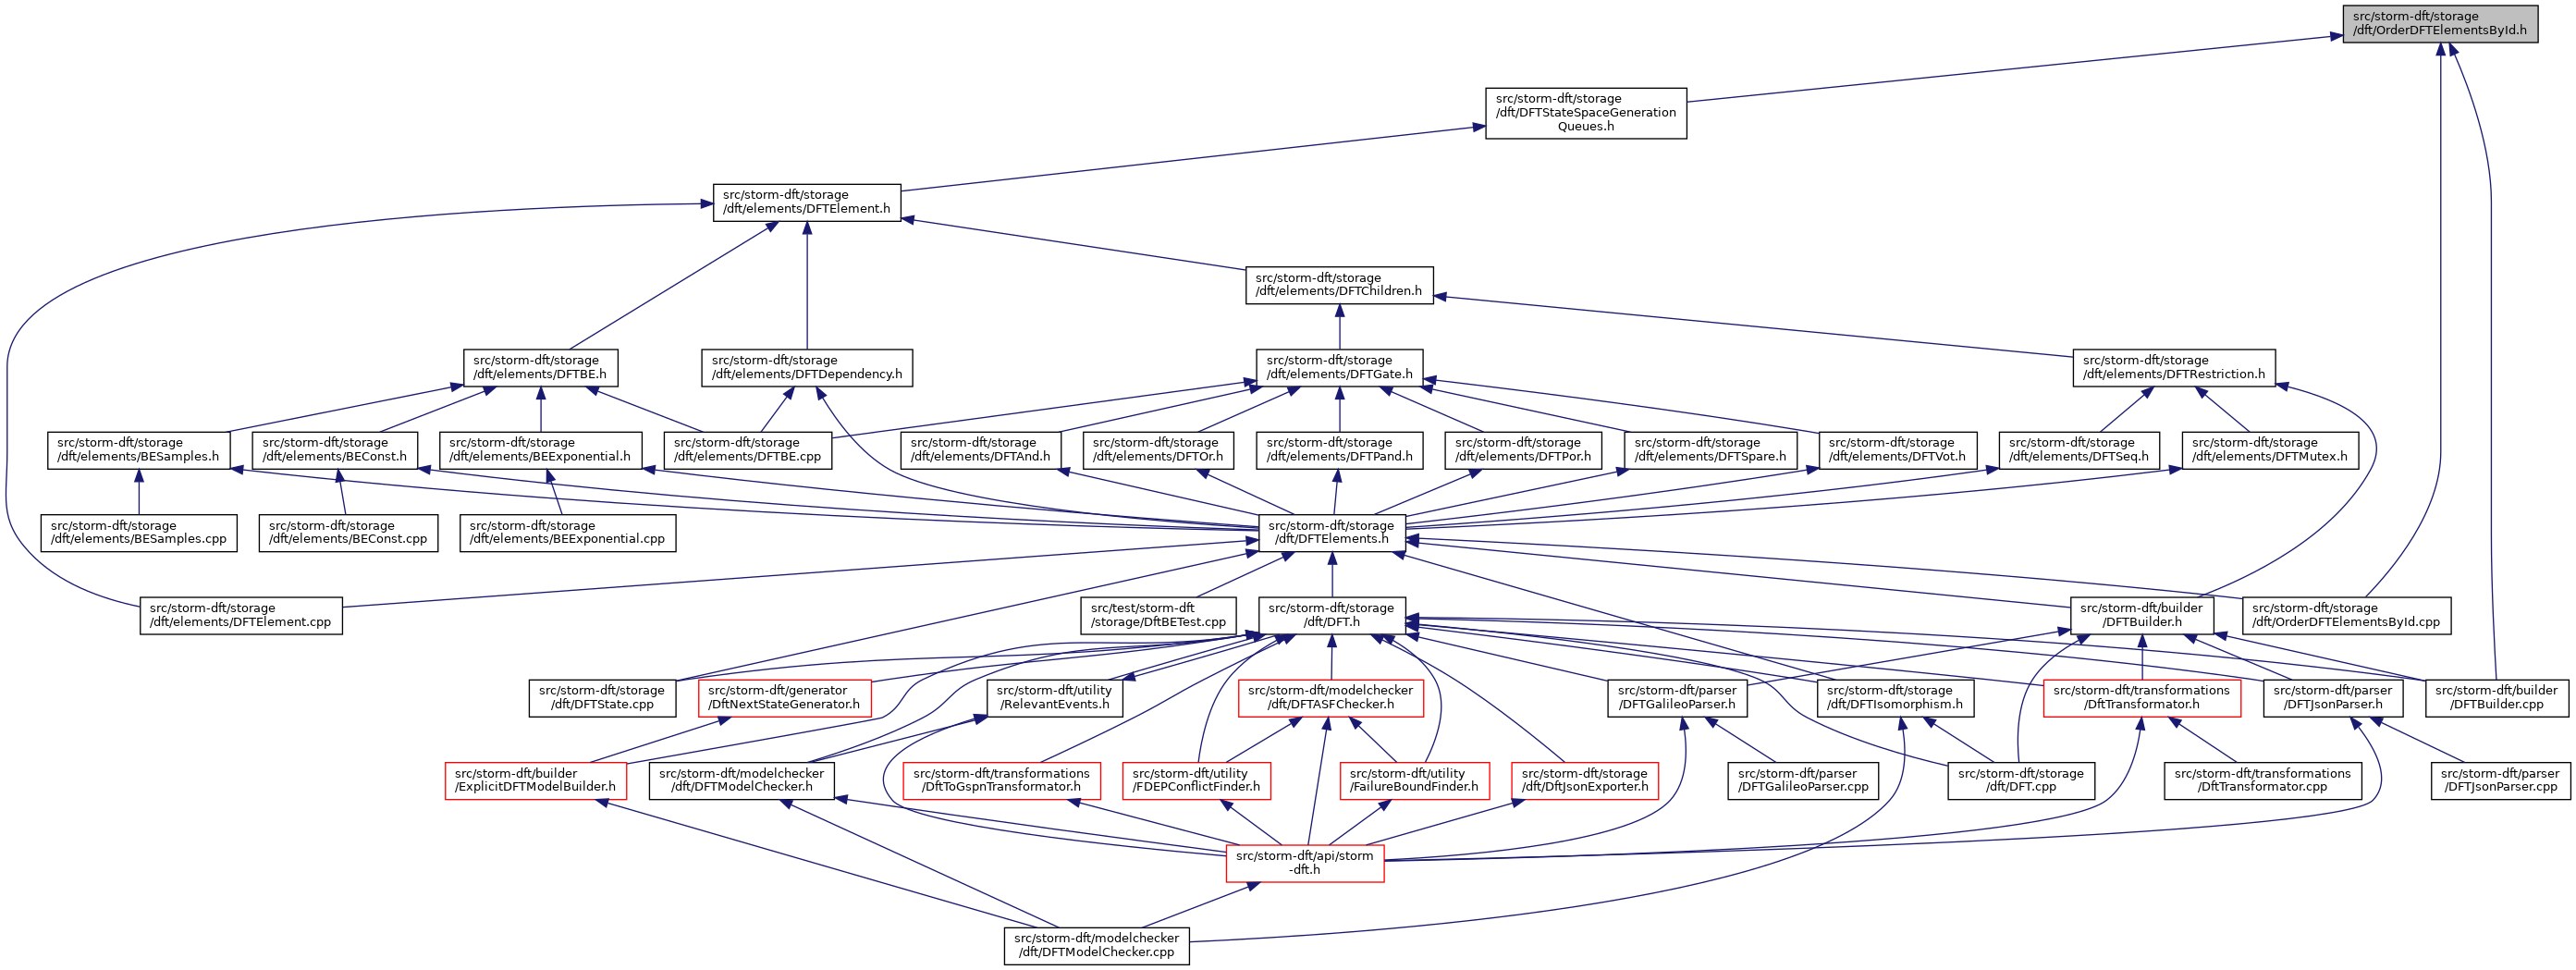 src/storm-dft/storage
/dft/OrderDFTElementsById.h
src/storm-dft/storage
/dft/DFTStateSpaceGeneration
Queues.h
src/storm-dft/storage
/dft/elements/DFTElement.h
src/storm-dft/storage
/dft/elements/DFTChildren.h
src/storm-dft/storage
/dft/elements/DFTBE.h
src/storm-dft/storage
/dft/elements/DFTDependency.h
src/storm-dft/storage
/dft/elements/DFTGate.h
src/storm-dft/storage
/dft/elements/DFTRestriction.h
src/storm-dft/storage
/dft/elements/BESamples.h
src/storm-dft/storage
/dft/elements/BEConst.h
src/storm-dft/storage
/dft/elements/BEExponential.h
src/storm-dft/storage
/dft/elements/DFTBE.cpp
src/storm-dft/storage
/dft/elements/DFTAnd.h
src/storm-dft/storage
/dft/elements/DFTOr.h
src/storm-dft/storage
/dft/elements/DFTPand.h
src/storm-dft/storage
/dft/elements/DFTPor.h
src/storm-dft/storage
/dft/elements/DFTSpare.h
src/storm-dft/storage
/dft/elements/DFTVot.h
src/storm-dft/storage
/dft/elements/DFTSeq.h
src/storm-dft/storage
/dft/elements/DFTMutex.h
src/storm-dft/storage
/dft/elements/BESamples.cpp
src/storm-dft/storage
/dft/elements/BEConst.cpp
src/storm-dft/storage
/dft/elements/BEExponential.cpp
src/storm-dft/storage
/dft/DFTElements.h
src/storm-dft/storage
/dft/elements/DFTElement.cpp
src/test/storm-dft
/storage/DftBETest.cpp
src/storm-dft/storage
/dft/DFT.h
src/storm-dft/builder
/DFTBuilder.h
src/storm-dft/storage
/dft/OrderDFTElementsById.cpp
src/storm-dft/storage
/dft/DFTState.cpp
src/storm-dft/generator
/DftNextStateGenerator.h
src/storm-dft/utility
/RelevantEvents.h
src/storm-dft/modelchecker
/dft/DFTASFChecker.h
src/storm-dft/parser
/DFTGalileoParser.h
src/storm-dft/storage
/dft/DFTIsomorphism.h
src/storm-dft/transformations
/DftTransformator.h
src/storm-dft/parser
/DFTJsonParser.h
src/storm-dft/builder
/DFTBuilder.cpp
src/storm-dft/builder
/ExplicitDFTModelBuilder.h
src/storm-dft/modelchecker
/dft/DFTModelChecker.h
src/storm-dft/transformations
/DftToGspnTransformator.h
src/storm-dft/utility
/FDEPConflictFinder.h
src/storm-dft/utility
/FailureBoundFinder.h
src/storm-dft/storage
/dft/DftJsonExporter.h
src/storm-dft/parser
/DFTGalileoParser.cpp
src/storm-dft/storage
/dft/DFT.cpp
src/storm-dft/transformations
/DftTransformator.cpp
src/storm-dft/parser
/DFTJsonParser.cpp
src/storm-dft/api/storm
-dft.h
src/storm-dft/modelchecker
/dft/DFTModelChecker.cpp